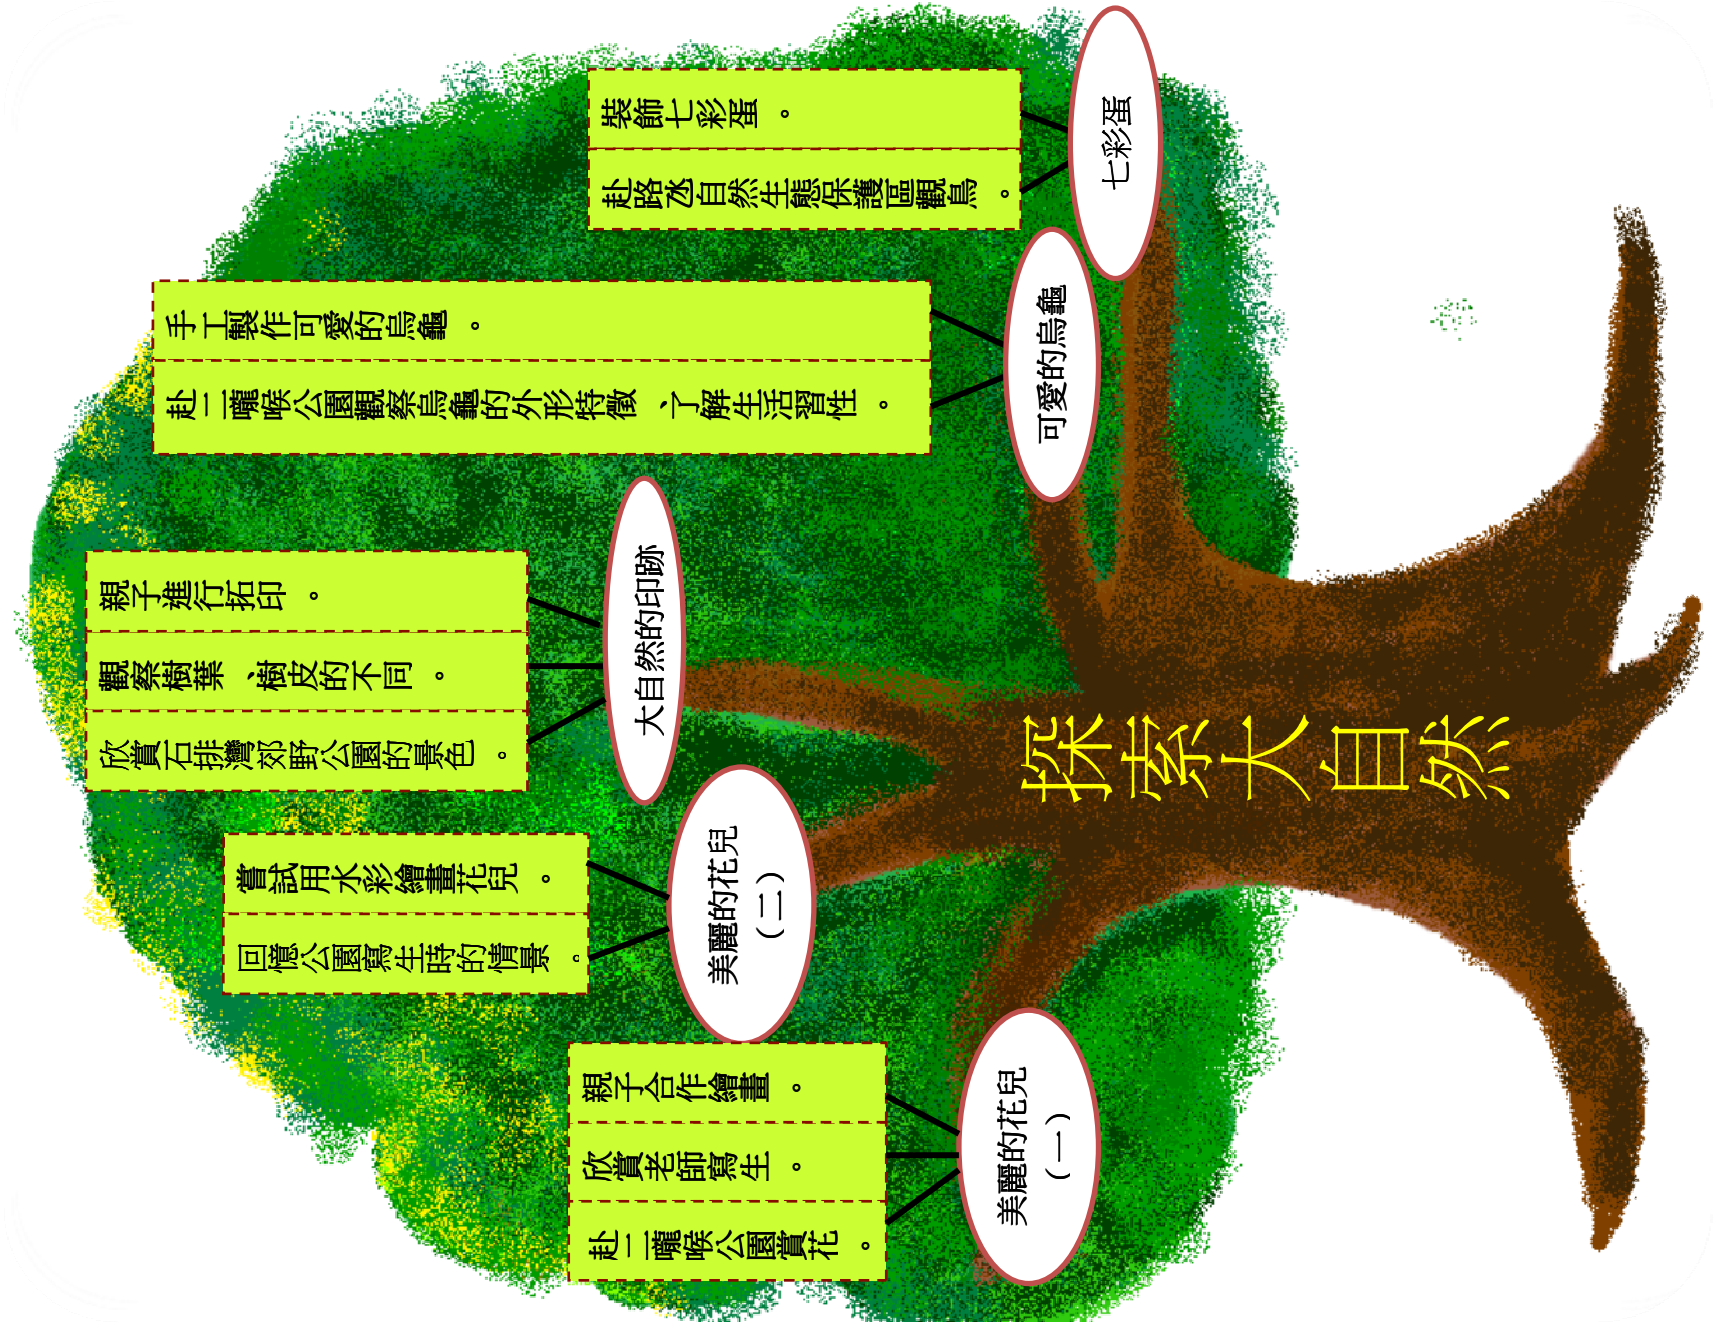 探索大自然
美麗的花兒
（一）
赴二龍喉公園賞花。
欣賞老師寫生。
親子合作繪畫。
美麗的花兒
（二）
回憶公園寫生時的情景。
嘗試用水彩繪畫花兒。
大自然的印跡
欣賞石排灣郊野公園的景色。
觀察樹葉、樹皮的不同。
親子進行拓印。
可愛的烏龜
赴二龍喉公園觀察烏龜的外形特徵、了解生活習性。
手工製作可愛的烏龜。
七彩蛋
赴路氹自然生態保護區觀鳥。
裝飾七彩蛋。